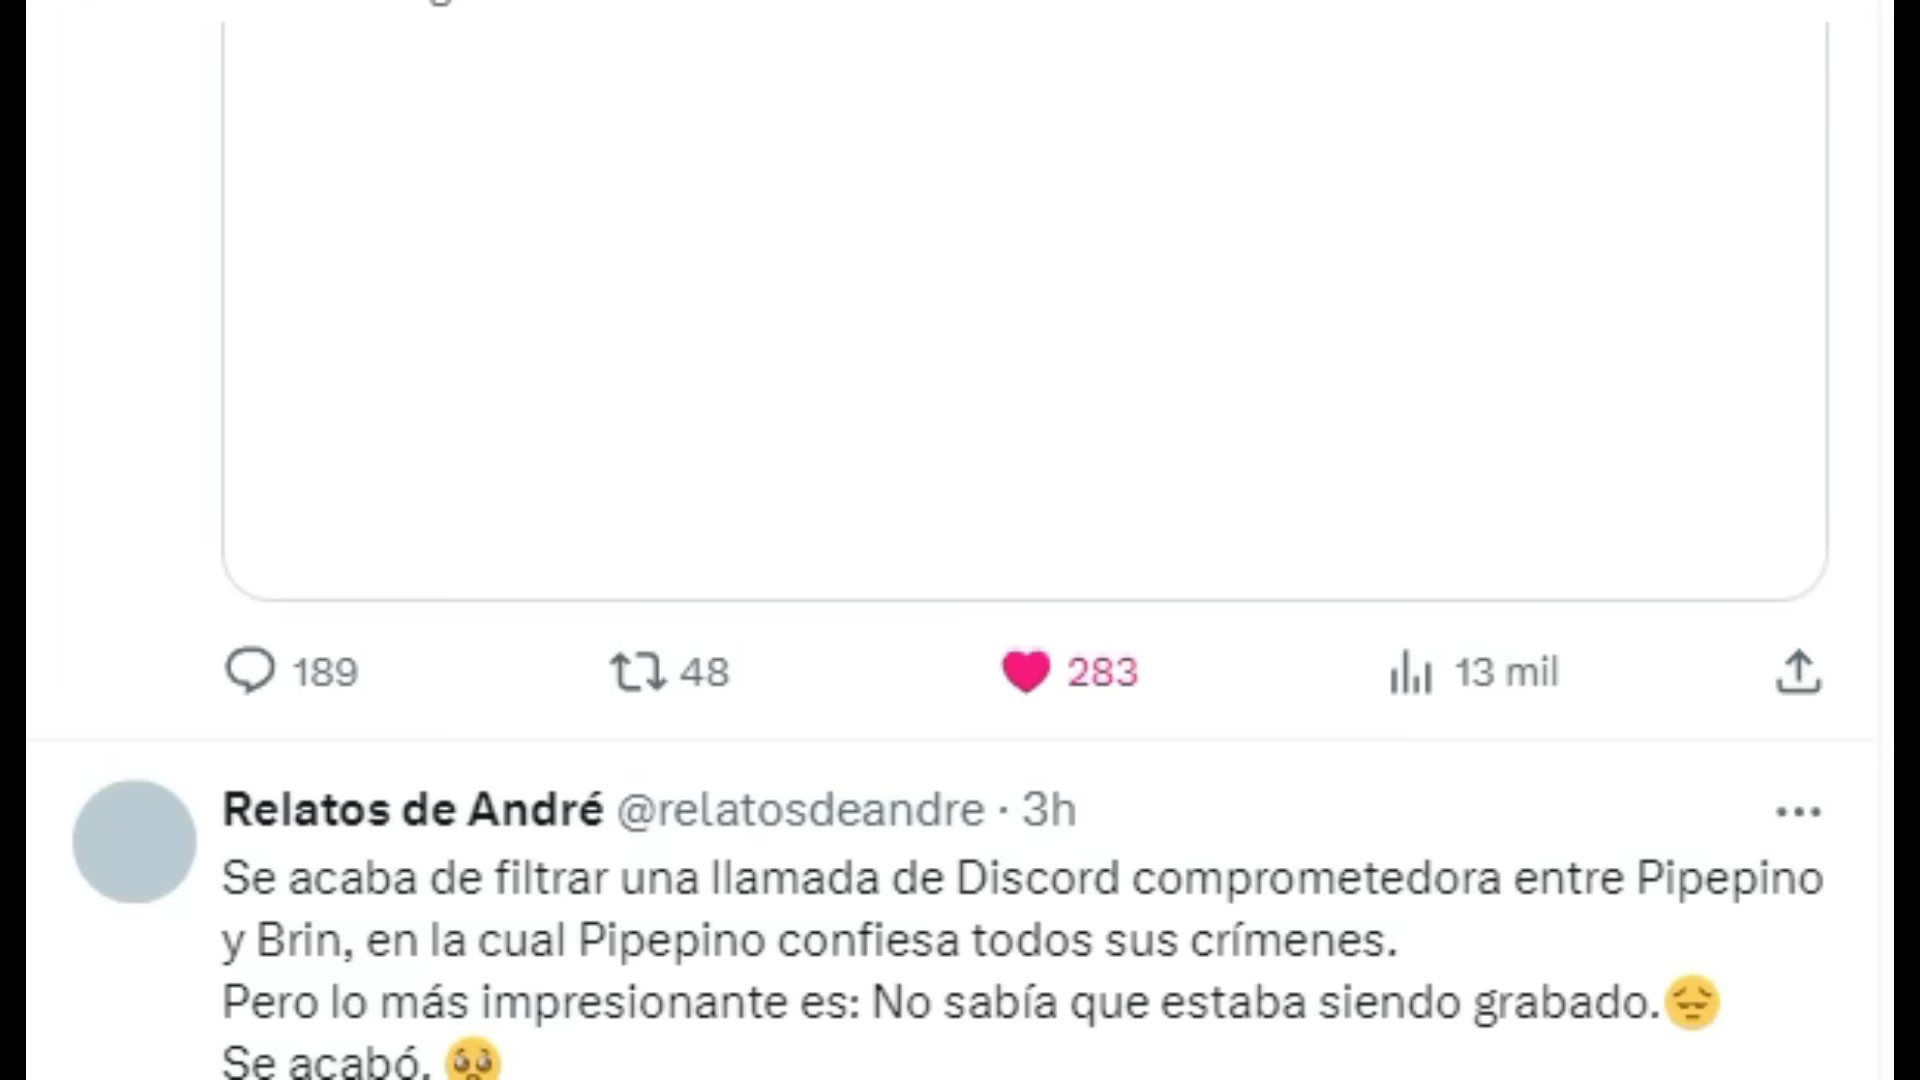 189 48 283 13 mil
Relatos de André @relatosdeandre · 3h
Se acaba de filtrar una llamada de Discord comprometedora entre Pipepino
y Brin, en la cual Pipepino confiesa todos sus crímenes.
Pero lo más impresionante es: No sabía que estaba siendo grabado.😔
Se acabó. 🥺